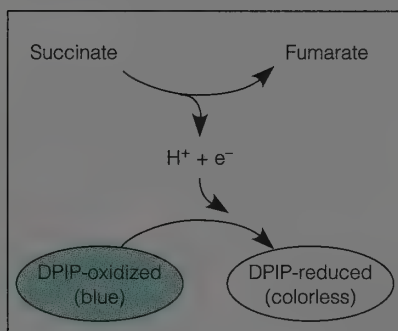 Succinate Fumarate
H⁺ + e⁻
DPIP-oxidized
(blue)
DPIP-reduced
(colorless)